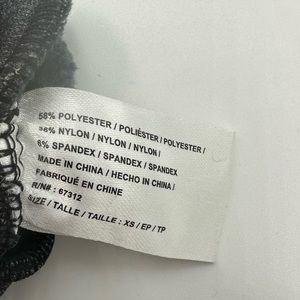 58% POLYESTER / POLIÉSTER / POLYESTER /
36% NYLON / NYLON / NYLON /
6% SPANDEX / SPANDEX / SPANDEX
MADE IN CHINA / HECHO IN CHINA /
FABRIQUÉ EN CHINE
R/N# : 67312
SIZE / TALLE / TAILLE : XS / EP / TP